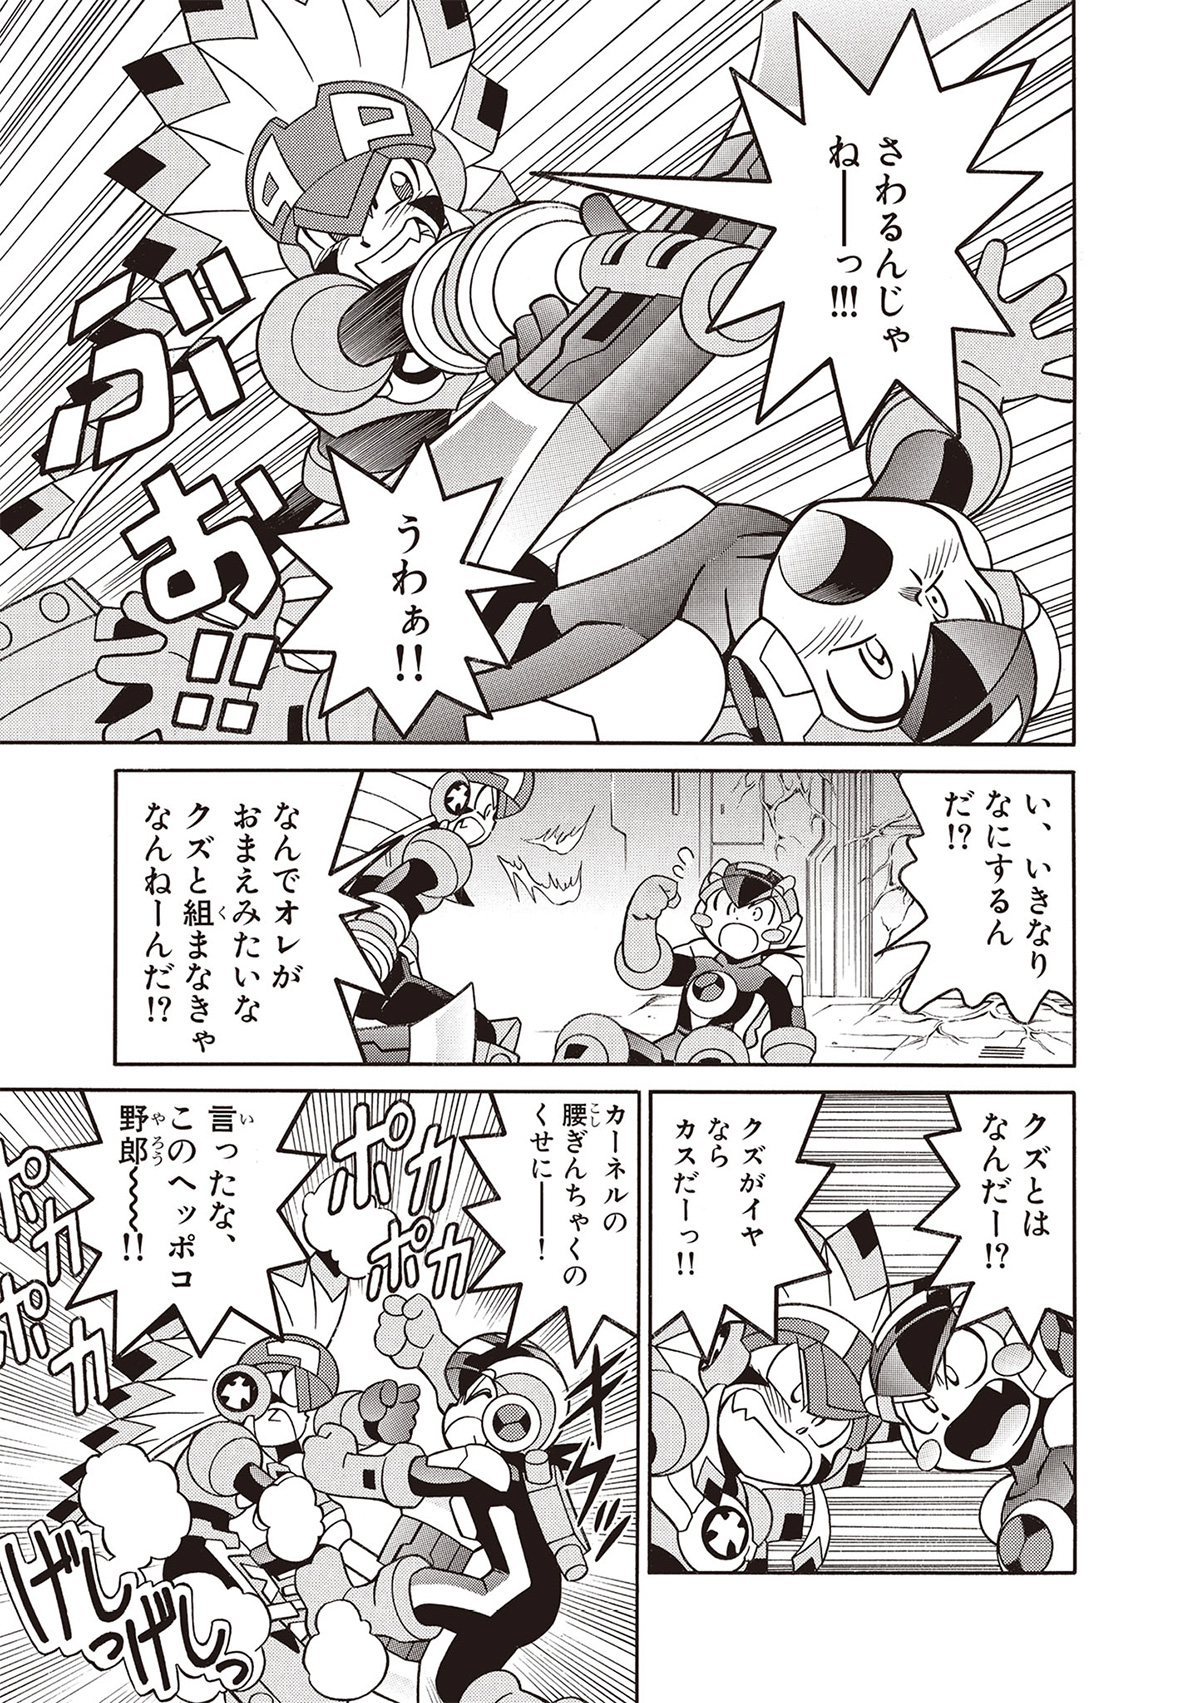 さわるんじゃ
ねーーっ!!!
ブォ
おお
うわぁ!!
い、いきなり
なにするん
だ!?
なんでオレが
おまえみたいな
クズと組まなきゃ
なんねーんだ!?
クズとは
なんだー!?
クズがイヤ
なら
カスだーっ!!
カーネルの
腰ぎんちゃくの
くせにー!
言ったな、
このヘッポコ
野郎〜〜!!
ポカ
ポカ
ポカ
ポカ
げしっ
げしっ